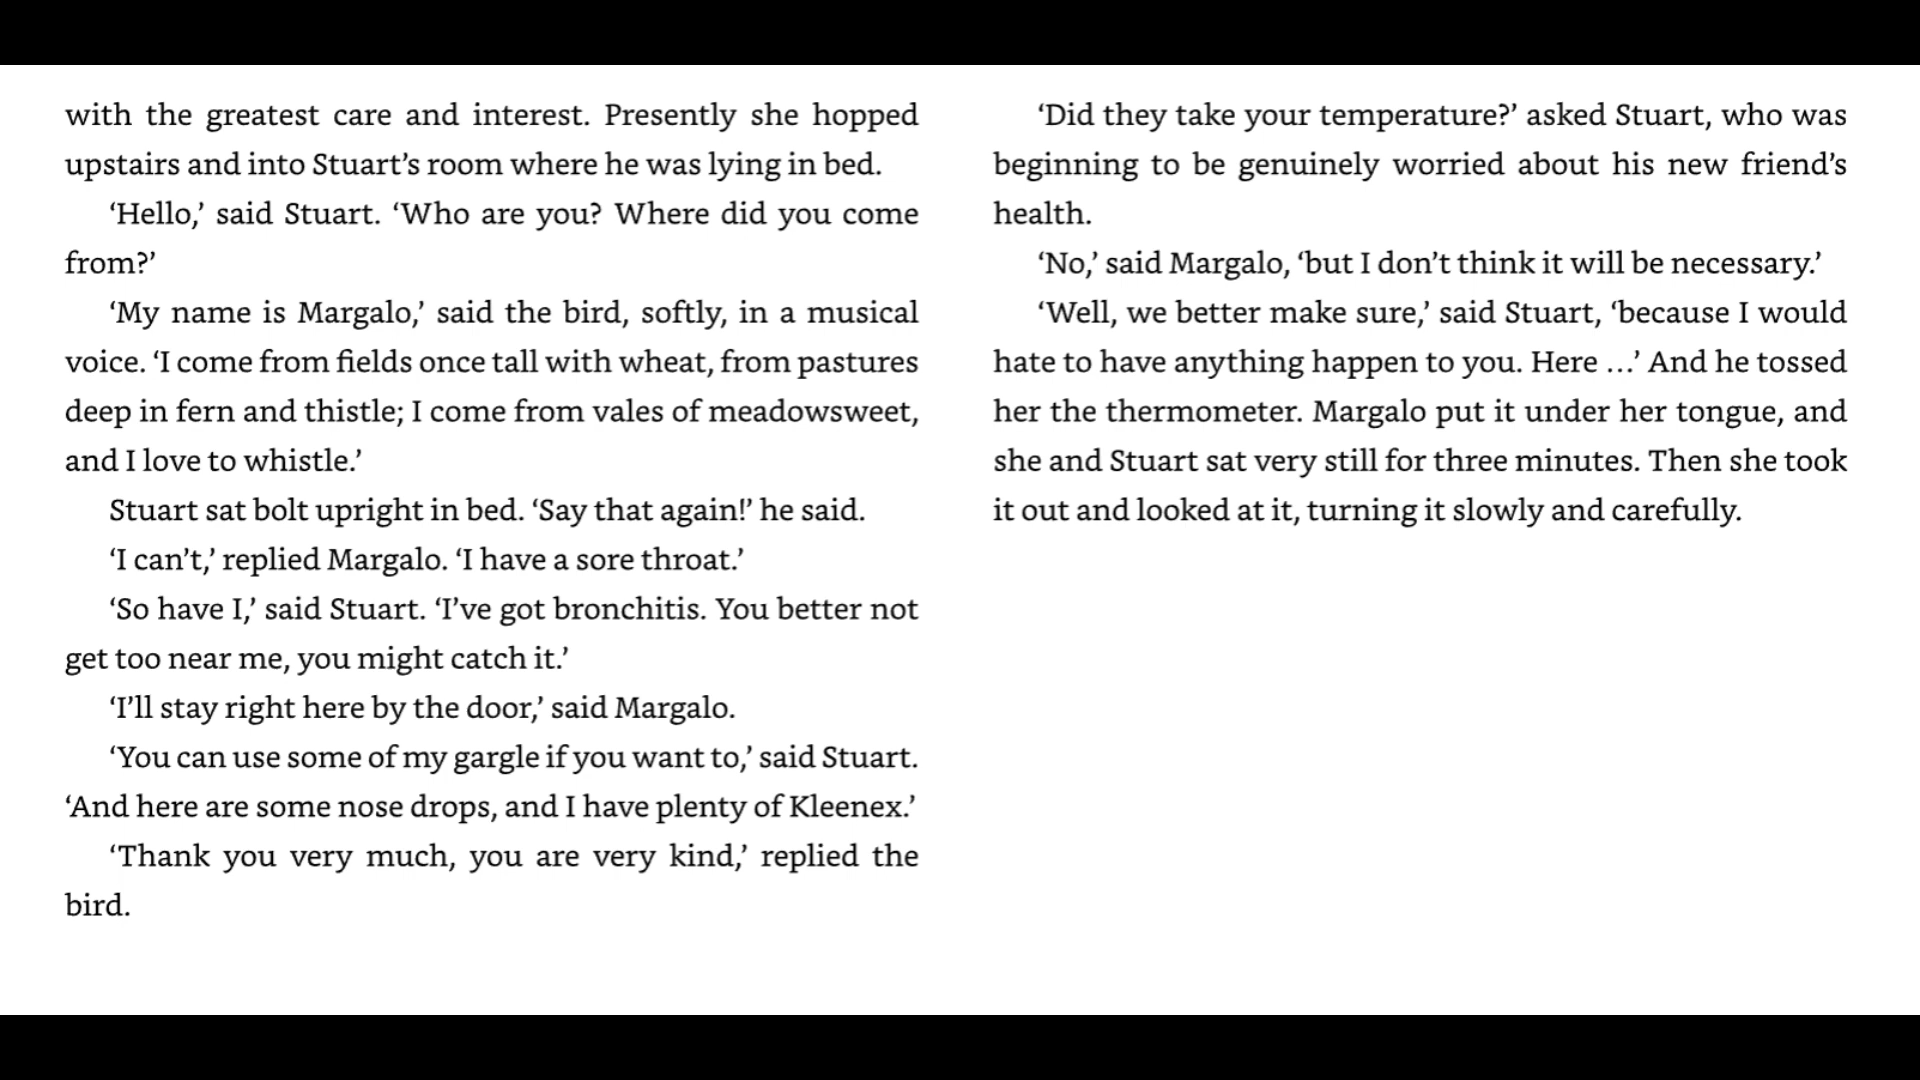 with the greatest care and interest. Presently she hopped
upstairs and into Stuart’s room where he was lying in bed.
‘Hello,’ said Stuart. ‘Who are you? Where did you come
from?’
‘My name is Margalo,’ said the bird, softly, in a musical
voice. ‘I come from fields once tall with wheat, from pastures
deep in fern and thistle; I come from vales of meadowsweet,
and I love to whistle.’
Stuart sat bolt upright in bed. ‘Say that again!’ he said.
‘I can’t,’ replied Margalo. ‘I have a sore throat.’
‘So have I,’ said Stuart. ‘I’ve got bronchitis. You better not
get too near me, you might catch it.’
‘I’ll stay right here by the door,’ said Margalo.
‘You can use some of my gargle if you want to,’ said Stuart.
‘And here are some nose drops, and I have plenty of Kleenex.’
‘Thank you very much, you are very kind,’ replied the
bird.
‘Did they take your temperature?’ asked Stuart, who was
beginning to be genuinely worried about his new friend’s
health.
‘No,’ said Margalo, ‘but I don’t think it will be necessary.’
‘Well, we better make sure,’ said Stuart, ‘because I would
hate to have anything happen to you. Here …’ And he tossed
her the thermometer. Margalo put it under her tongue, and
she and Stuart sat very still for three minutes. Then she took
it out and looked at it, turning it slowly and carefully.